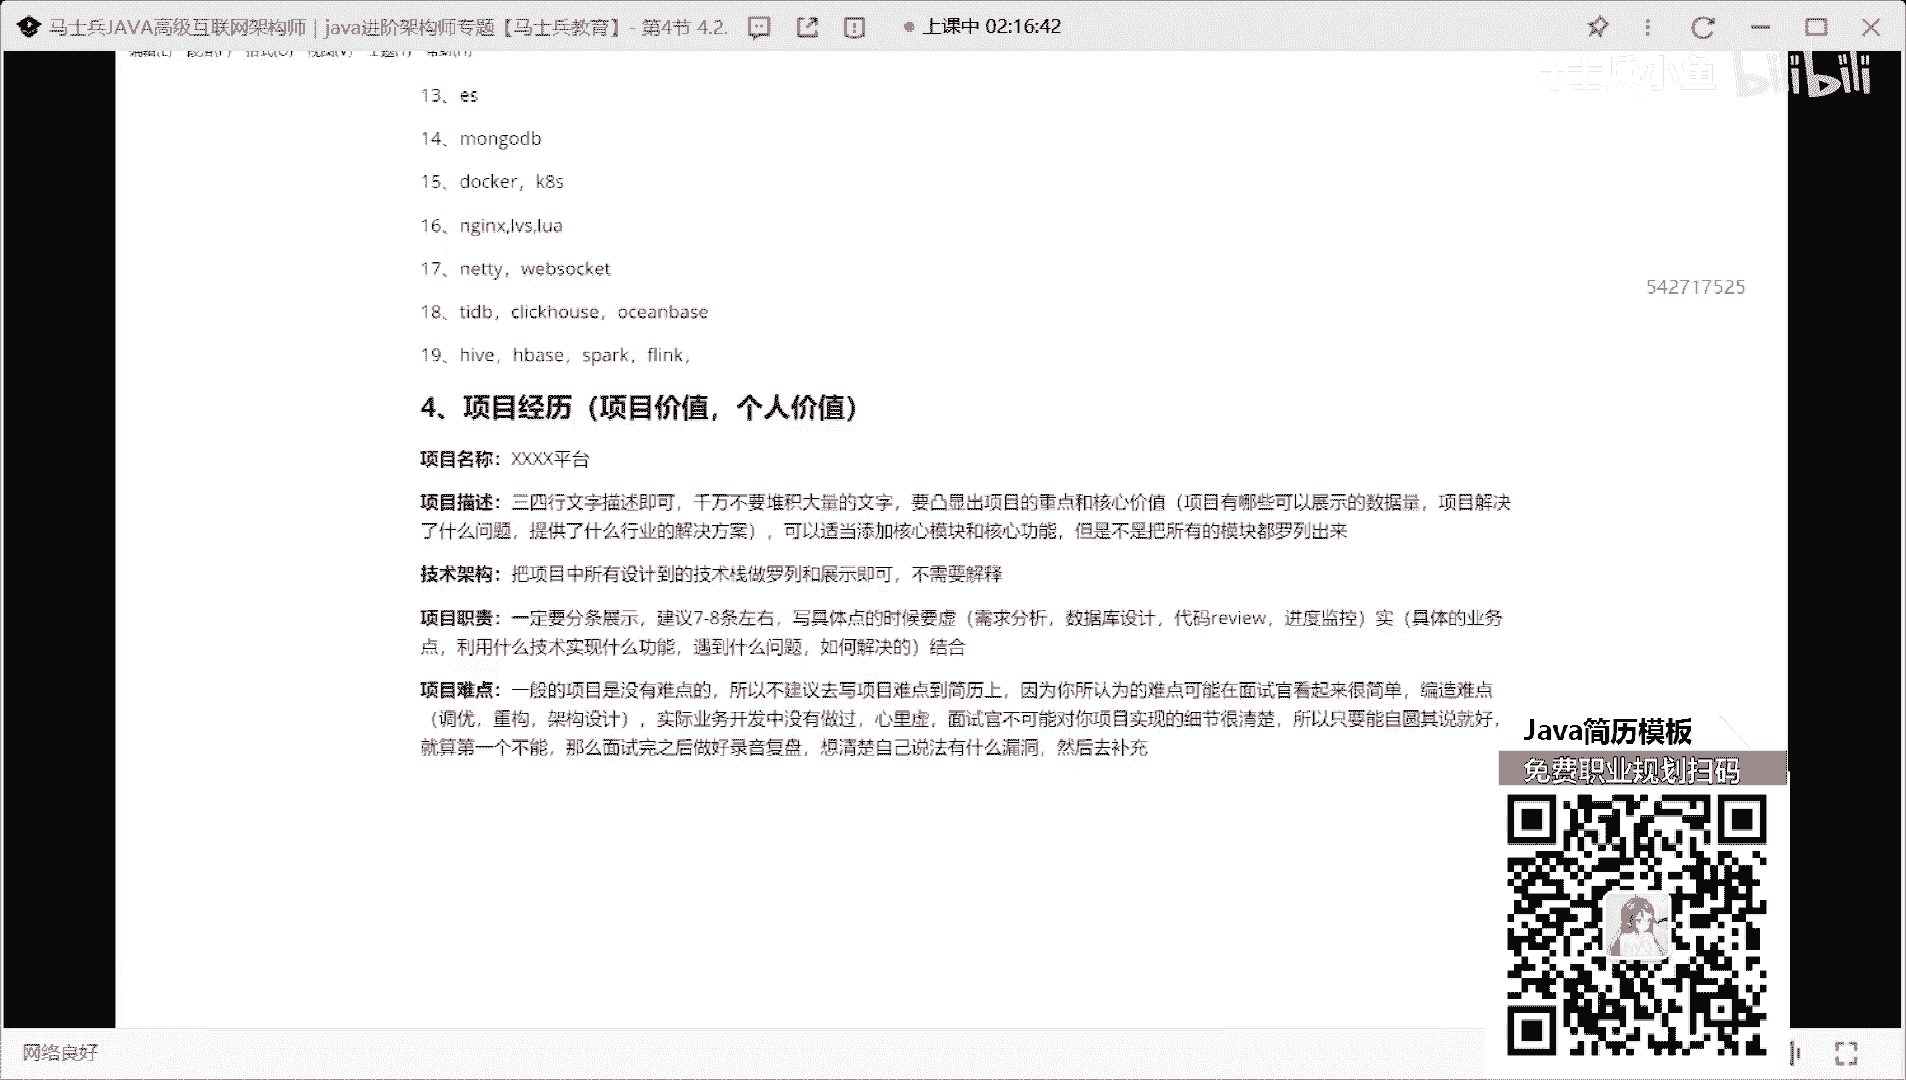 马士兵JAVA高级互联网架构师｜java进阶架构师专题【马士兵教育】- 第4节 4.2.
上课中 02:16:42
编辑(E) 段落(P) 格式(O) 视图(V) 主题(T) 帮助(H)
马士兵小鱼 bilibili
13、es
14、mongodb
15、docker，k8s
16、nginx,lvs,lua
17、netty，websocket
542717525
18、tidb，clickhouse，oceanbase
19、hive，hbase，spark，flink，
4、项目经历（项目价值，个人价值）
项目名称：XXXX平台
项目描述：三四行文字描述即可，千万不要堆积大量的文字，要凸显出项目的重点和核心价值（项目有哪些可以展示的数据量，项目解决
了什么问题，提供了什么行业的解决方案），可以适当添加核心模块和核心功能，但是不是把所有的模块都罗列出来
技术架构：把项目中所有设计到的技术栈做罗列和展示即可，不需要解释
项目职责：一定要分条展示，建议7-8条左右，写具体点的时候要虚（需求分析，数据库设计，代码review，进度监控）实（具体的业务
点，利用什么技术实现什么功能，遇到什么问题，如何解决的）结合
项目难点：一般的项目是没有难点的，所以不建议去写项目难点到简历上，因为你所认为的难点可能在面试官看起来很简单，编造难点
（调优，重构，架构设计），实际业务开发中没有做过，心里虚，面试官不可能对你项目实现的细节很清楚，所以只要能自圆其说就好，
就算第一个不能，那么面试完之后做好录音复盘，想清楚自己说法有什么漏洞，然后去补充
Java简历模板
免费职业规划扫码
网络良好